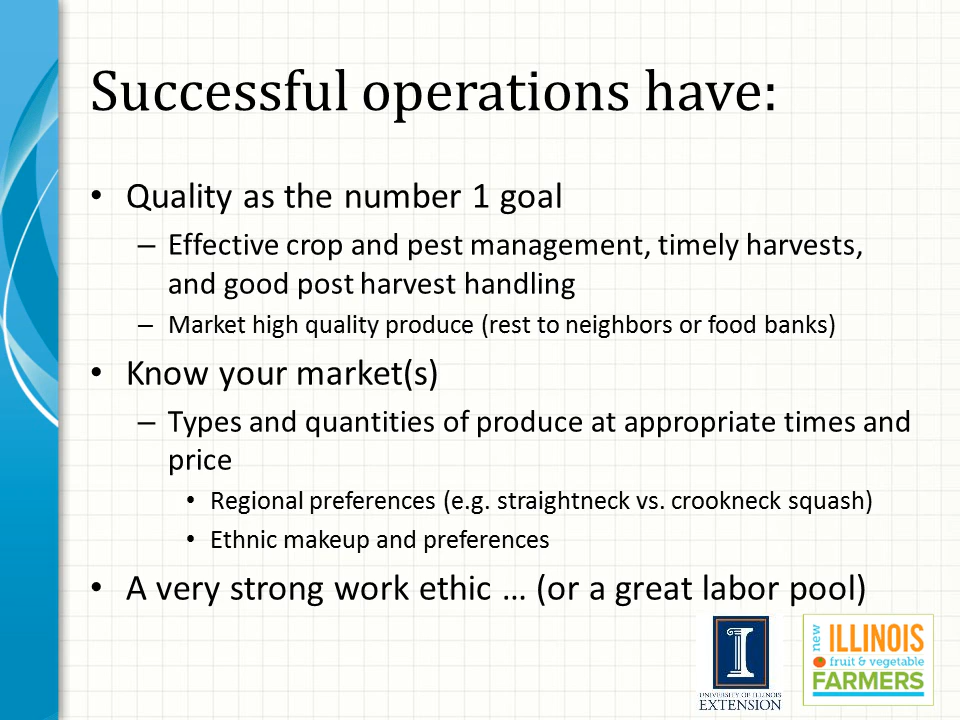 Successful operations have:
• Quality as the number 1 goal
– Effective crop and pest management, timely harvests,
and good post harvest handling
– Market high quality produce (rest to neighbors or food banks)
• Know your market(s)
– Types and quantities of produce at appropriate times and
price
• Regional preferences (e.g. straightneck vs. crookneck squash)
• Ethnic makeup and preferences
• A very strong work ethic … (or a great labor pool)
I
UNIVERSITY OF ILLINOIS
EXTENSION
new
ILLINOIS
fruit & vegetable
FARMERS